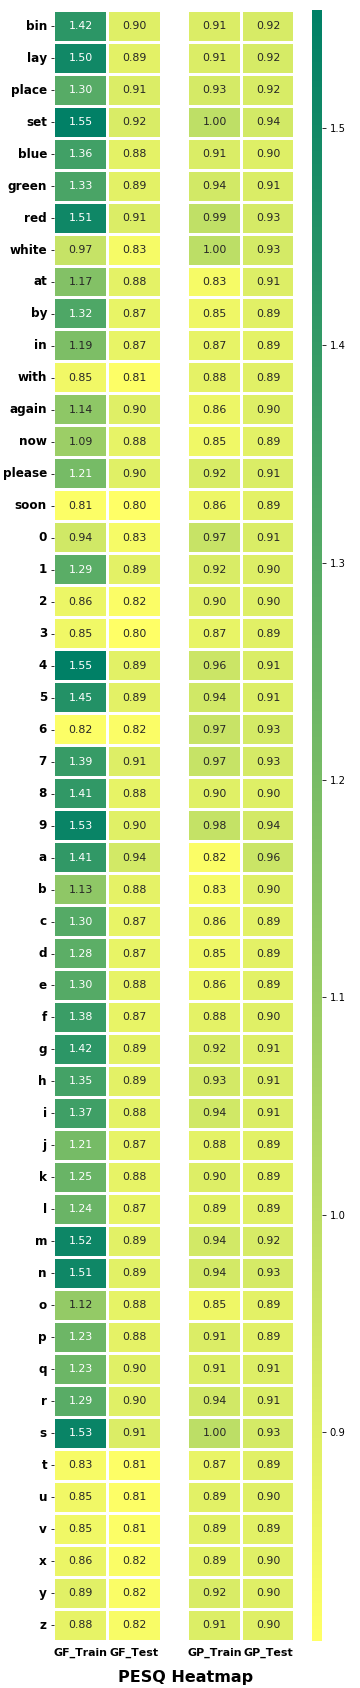 bin 1.42 0.90 0.91 0.92
lay 1.50 0.89 0.91 0.92
place 1.30 0.91 0.93 0.92
set 1.55 0.92 1.00 0.94
1.5
blue 1.36 0.88 0.91 0.90
green 1.33 0.89 0.94 0.91
red 1.51 0.91 0.99 0.93
white 0.97 0.83 1.00 0.93
at 1.17 0.88 0.83 0.91
by 1.32 0.87 0.85 0.89
in 1.19 0.87 0.87 0.89
1.4
with 0.85 0.81 0.88 0.89
again 1.14 0.90 0.86 0.90
now 1.09 0.88 0.85 0.89
please 1.21 0.90 0.92 0.91
soon 0.81 0.80 0.86 0.89
0 0.94 0.83 0.97 0.91
1 1.29 0.89 0.92 0.90
1.3
2 0.86 0.82 0.90 0.90
3 0.85 0.80 0.87 0.89
4 1.55 0.89 0.96 0.91
5 1.45 0.89 0.94 0.91
6 0.82 0.82 0.97 0.93
7 1.39 0.91 0.97 0.93
1.2
8 1.41 0.88 0.90 0.90
9 1.53 0.90 0.98 0.94
a 1.41 0.94 0.82 0.96
b 1.13 0.88 0.83 0.90
c 1.30 0.87 0.86 0.89
d 1.28 0.87 0.85 0.89
e 1.30 0.88 0.86 0.89
1.1
f 1.38 0.87 0.88 0.90
g 1.42 0.89 0.92 0.91
h 1.35 0.89 0.93 0.91
i 1.37 0.88 0.94 0.91
j 1.21 0.87 0.88 0.89
k 1.25 0.88 0.90 0.89
l 1.24 0.87 0.89 0.89
1.0
m 1.52 0.89 0.94 0.92
n 1.51 0.89 0.94 0.93
o 1.12 0.88 0.85 0.89
p 1.23 0.88 0.91 0.89
q 1.23 0.90 0.91 0.91
r 1.29 0.90 0.94 0.91
s 1.53 0.91 1.00 0.93
0.9
t 0.83 0.81 0.87 0.89
u 0.85 0.81 0.89 0.90
v 0.85 0.81 0.89 0.89
x 0.86 0.82 0.89 0.90
y 0.89 0.82 0.92 0.90
z 0.88 0.82 0.91 0.90
GF_Train GF_Test GP_Train GP_Test
PESQ Heatmap